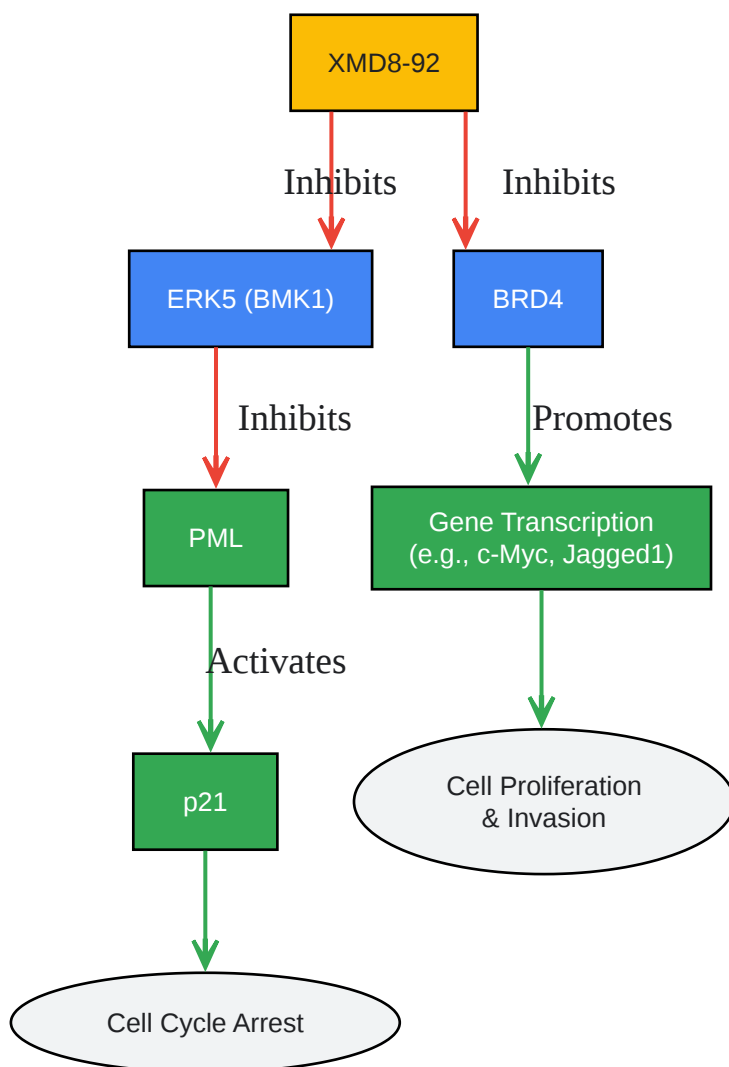 XMD8-92
Inhibits
Inhibits
ERK5 (BMK1)
BRD4
Inhibits
Promotes
PML
Gene Transcription
(e.g., c-Myc, Jagged1)
Activates
p21
Cell Proliferation
& Invasion
Cell Cycle Arrest